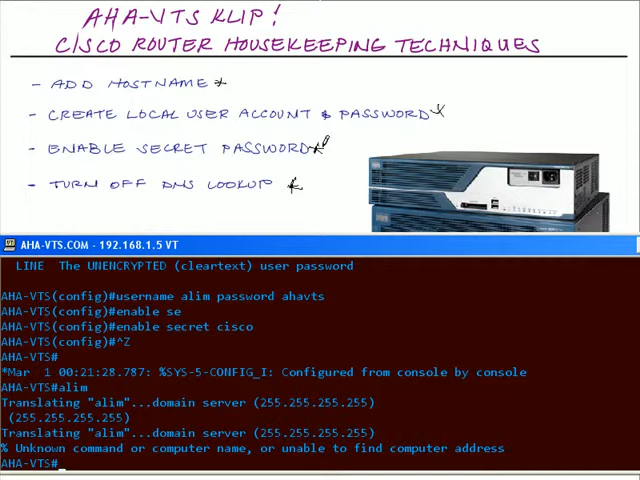 AHA-VTS KLIP!
CISCO ROUTER HOUSEKEEPING TECHNIQUES
- ADD HOSTNAME *
- CREATE LOCAL USER ACCOUNT & PASSWORD *
- ENABLE SECRET PASSWORD *
- TURN OFF DNS LOOKUP *
AHA-VTS.COM - 192.168.1.5 VT
LINE The UNENCRYPTED (cleartext) user password
AHA-VTS(config)#username alim password ahavts
AHA-VTS(config)#enable se
AHA-VTS(config)#enable secret cisco
AHA-VTS(config)#^Z
AHA-VTS#
*Mar 1 00:21:28.787: %SYS-5-CONFIG_I: Configured from console by console
AHA-VTS#alim
Translating "alim"...domain server (255.255.255.255)
(255.255.255.255)
Translating "alim"...domain server (255.255.255.255)
% Unknown command or computer name, or unable to find computer address
AHA-VTS#_